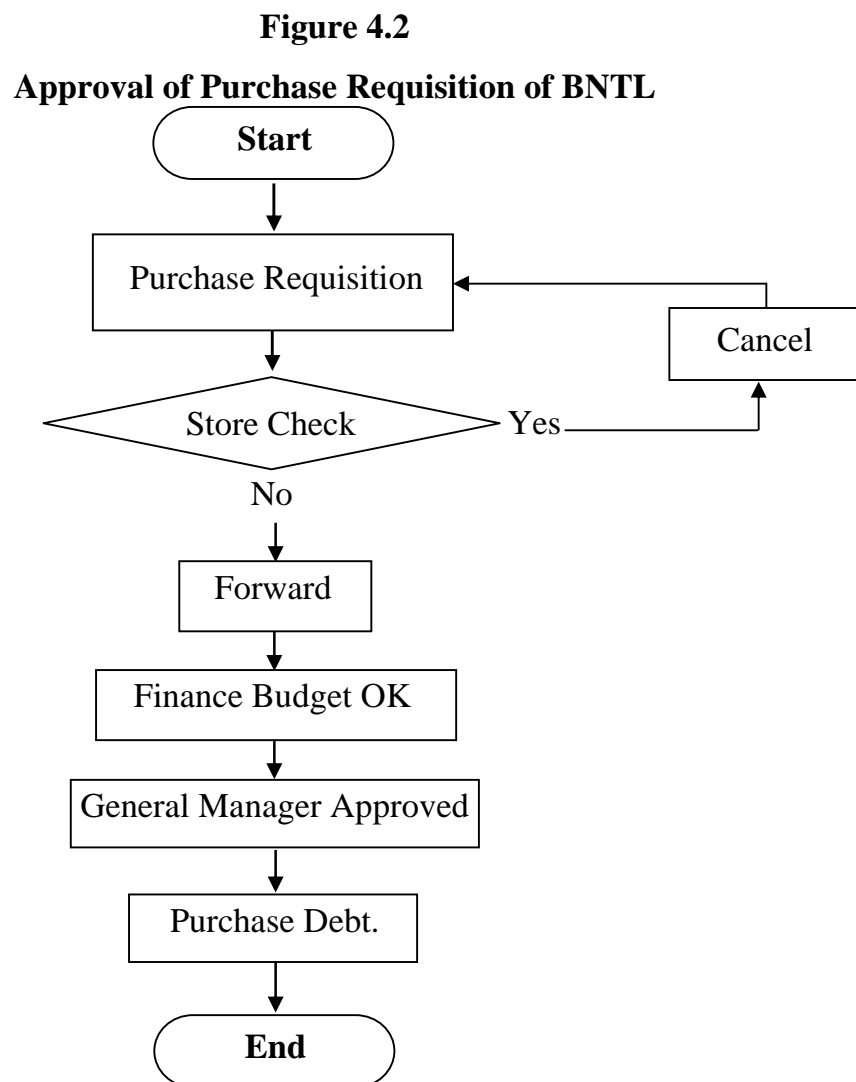 Figure 4.2
Approval of Purchase Requisition of BNTL
Start
Purchase Requisition
Cancel
Store Check
Yes
No
Forward
Finance Budget OK
General Manager Approved
Purchase Debt.
End